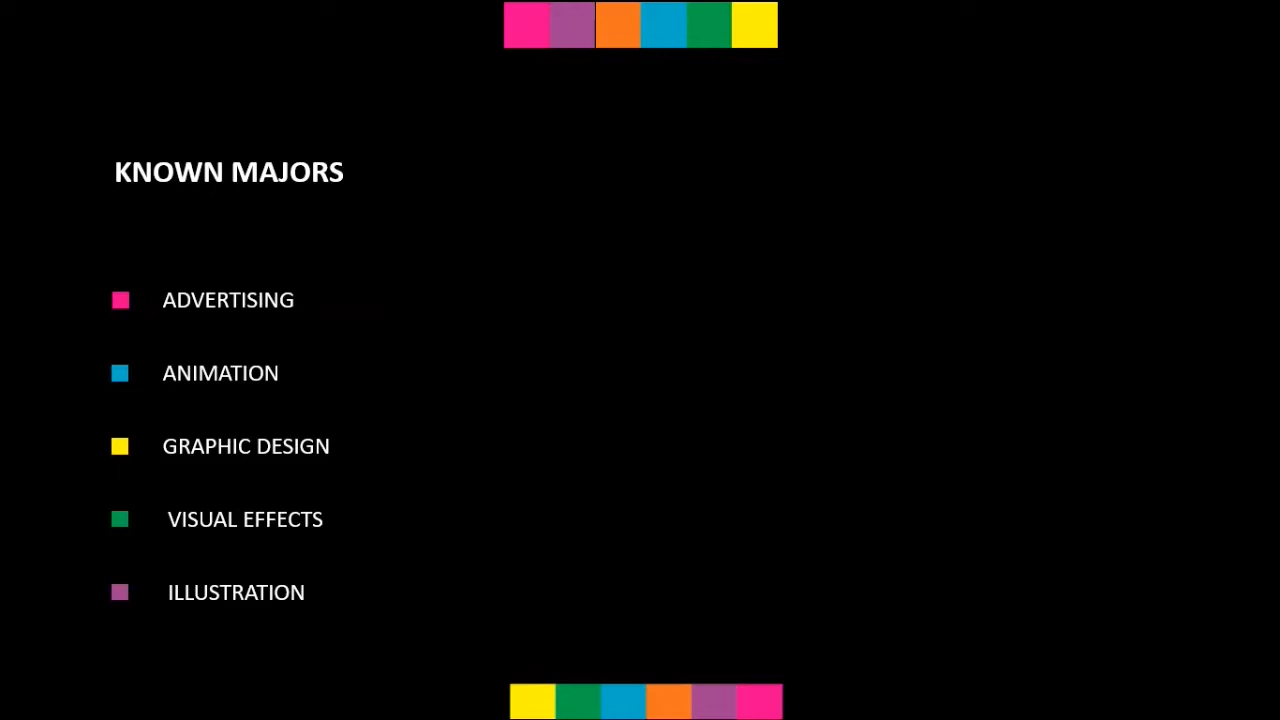 KNOWN MAJORS
ADVERTISING
ANIMATION
GRAPHIC DESIGN
VISUAL EFFECTS
ILLUSTRATION